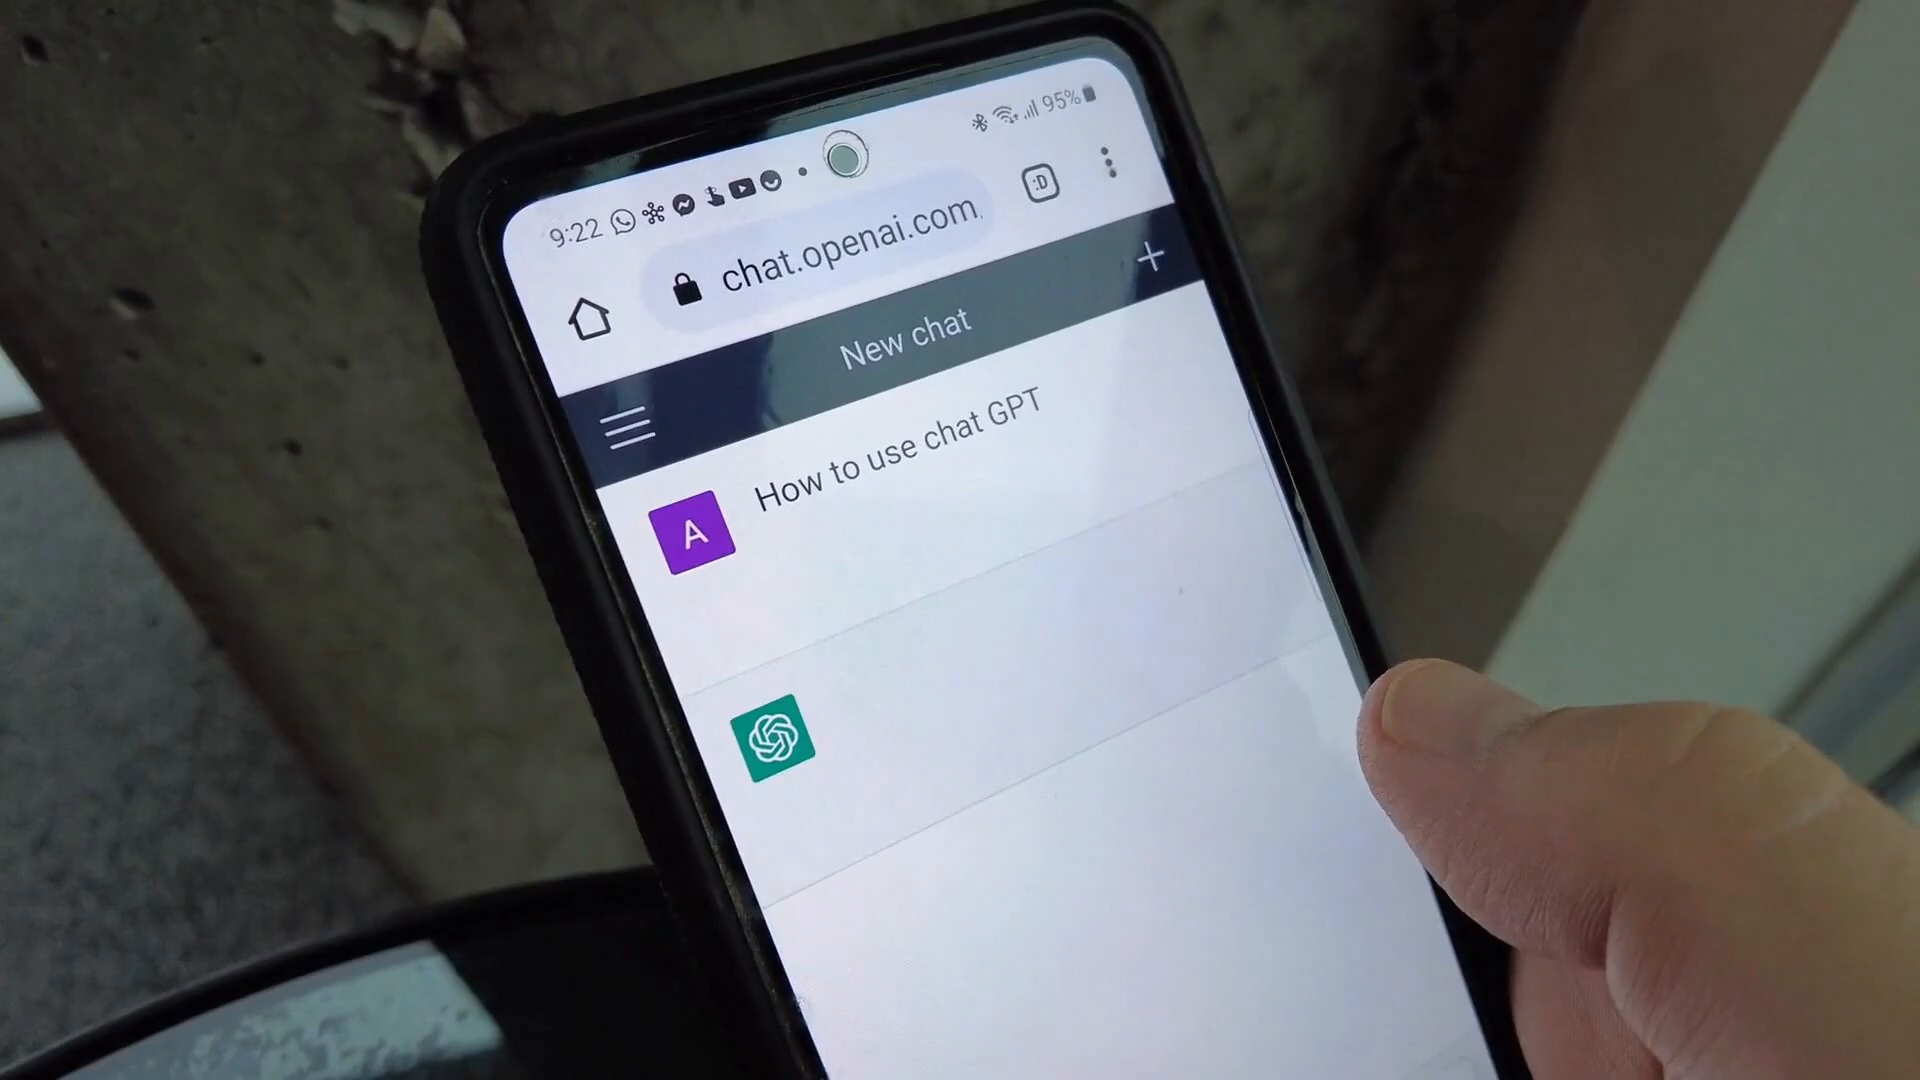 9:22 95%
chat.openai.com
:D
New chat
How to use chat GPT
A